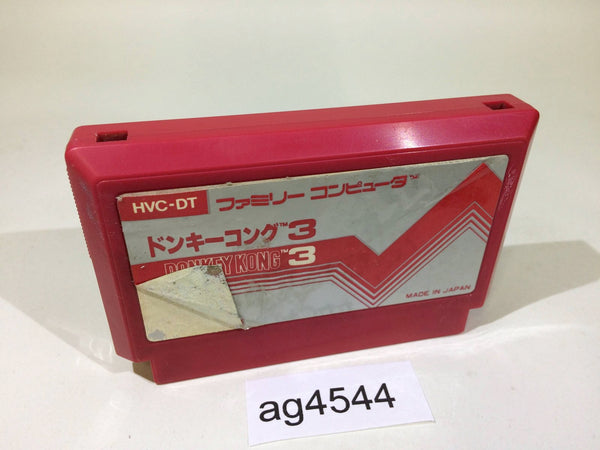 HVC-DT ファミリー コンピュータ™
ドンキーコング™3
DONKEY KONG™3
MADE IN JAPAN
ag4544